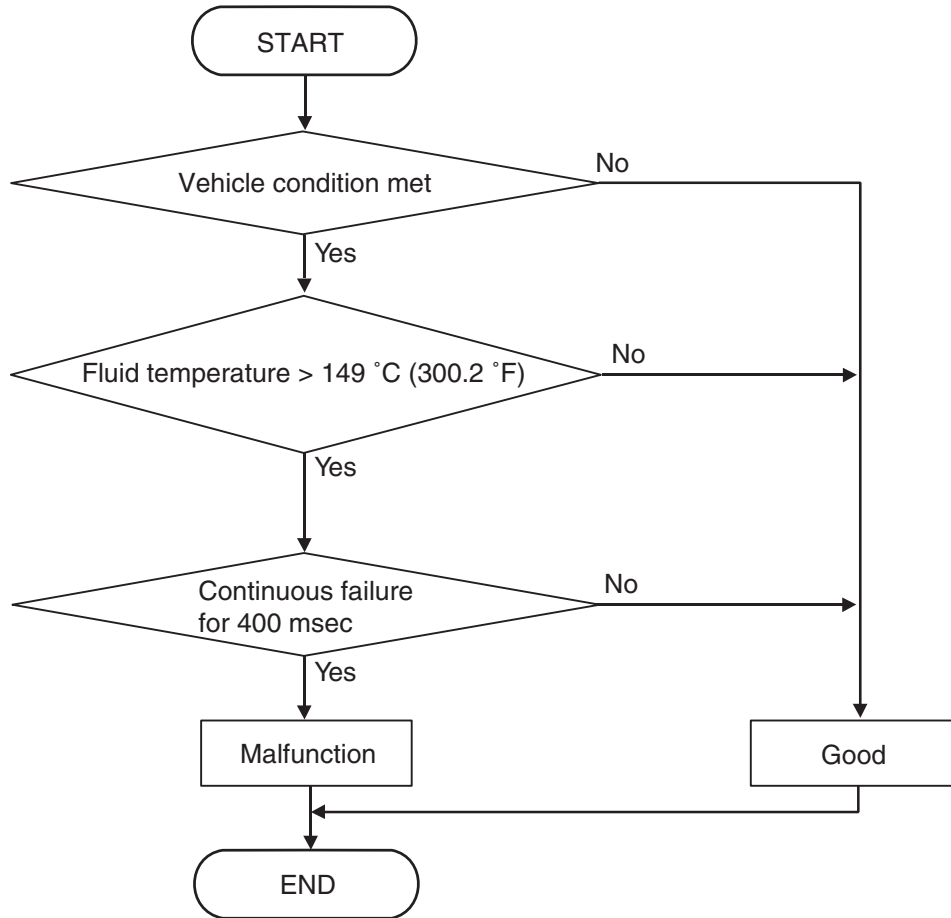 START
Vehicle condition met
No
Yes
Fluid temperature > 149 ˚C (300.2 ˚F)
No
Yes
Continuous failure
for 400 msec
No
Yes
Malfunction
Good
END